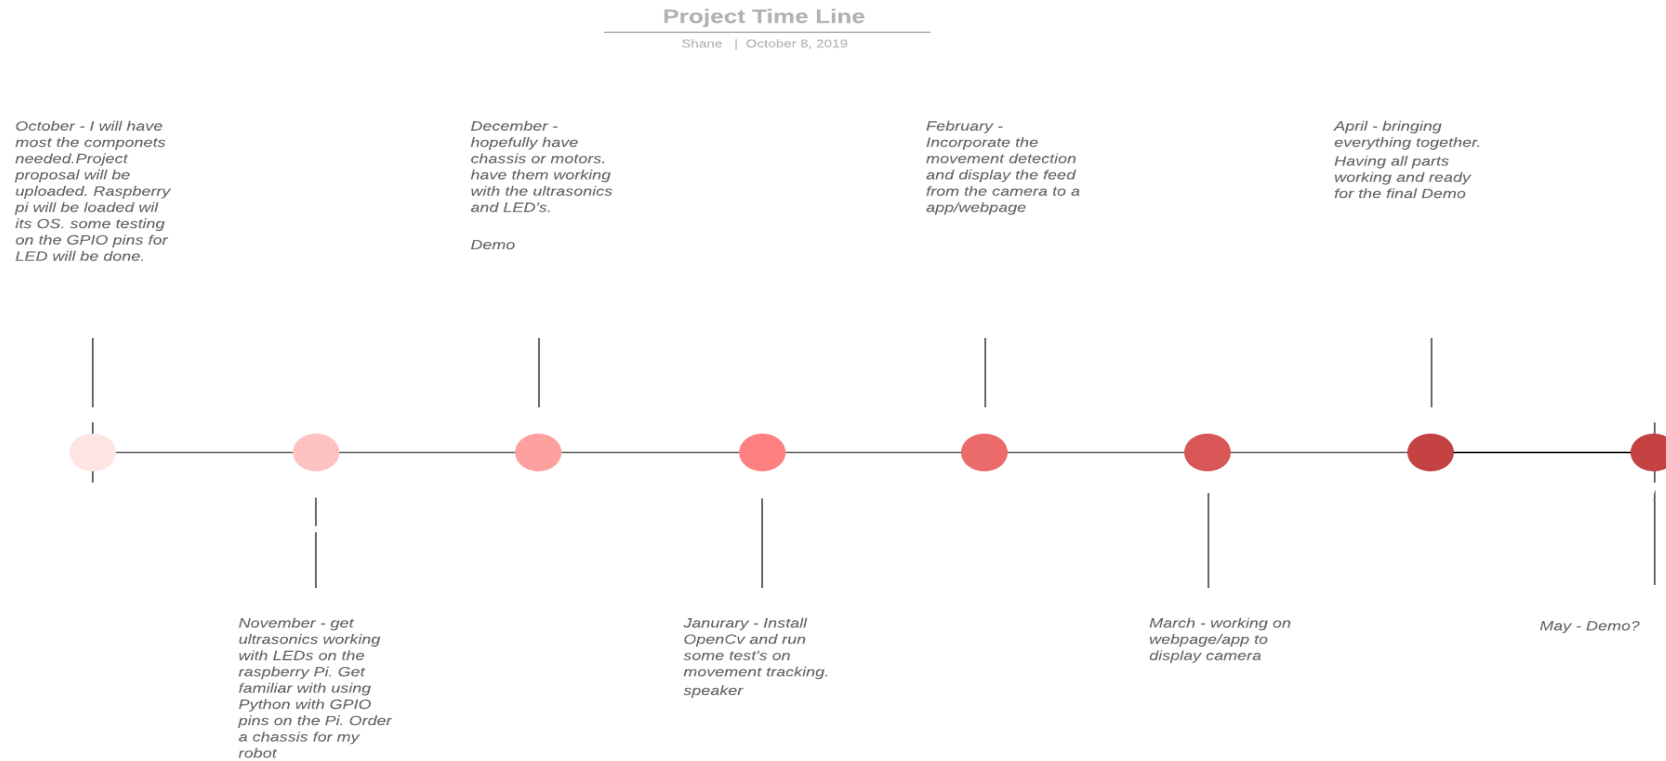 Project Time Line
Shane | October 8, 2019
October - I will have
most the componets
needed.Project
proposal will be
uploaded. Raspberry
pi will be loaded wil
its OS. some testing
on the GPIO pins for
LED will be done.
December -
hopefully have
chassis or motors.
have them working
with the ultrasonics
and LED's.
Demo
February -
Incorporate the
movement detection
and display the feed
from the camera to a
app/webpage
April - bringing
everything together.
Having all parts
working and ready
for the final Demo
November - get
ultrasonics working
with LEDs on the
raspberry Pi. Get
familiar with using
Python with GPIO
pins on the Pi. Order
a chassis for my
robot
Janurary - Install
OpenCv and run
some test's on
movement tracking.
speaker
March - working on
webpage/app to
display camera
May - Demo?